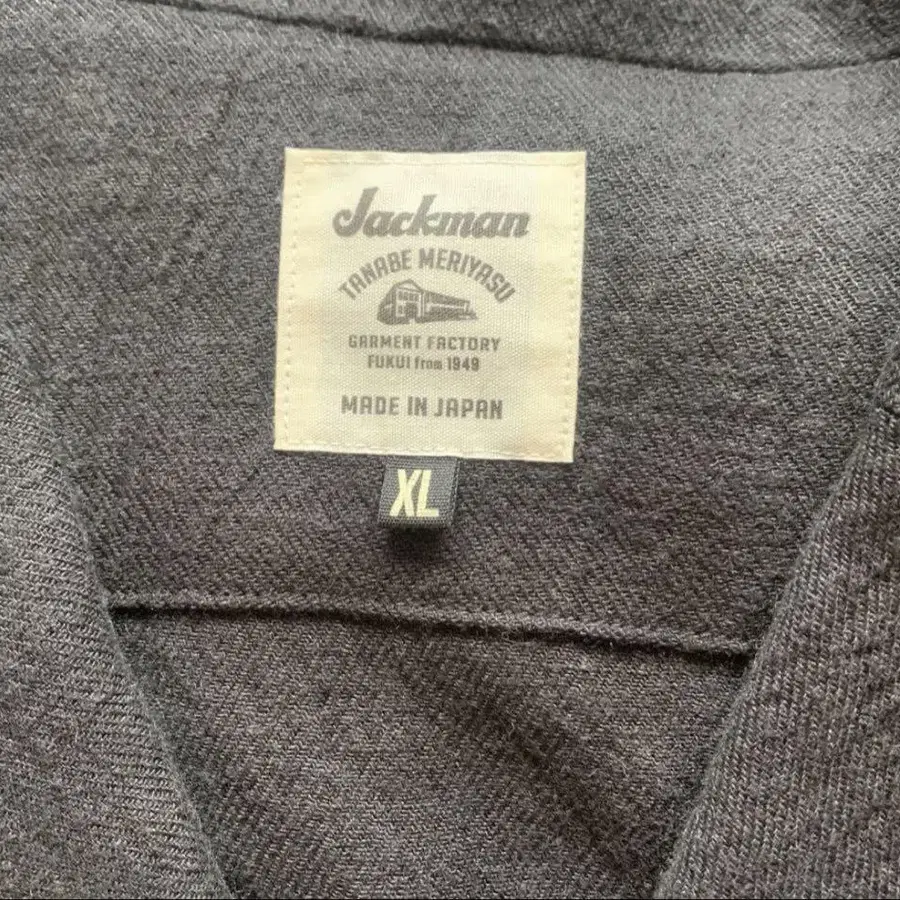 Jackman
TANABE MERIYASU
GARMENT FACTORY
FUKUI from 1949
MADE IN JAPAN
XL